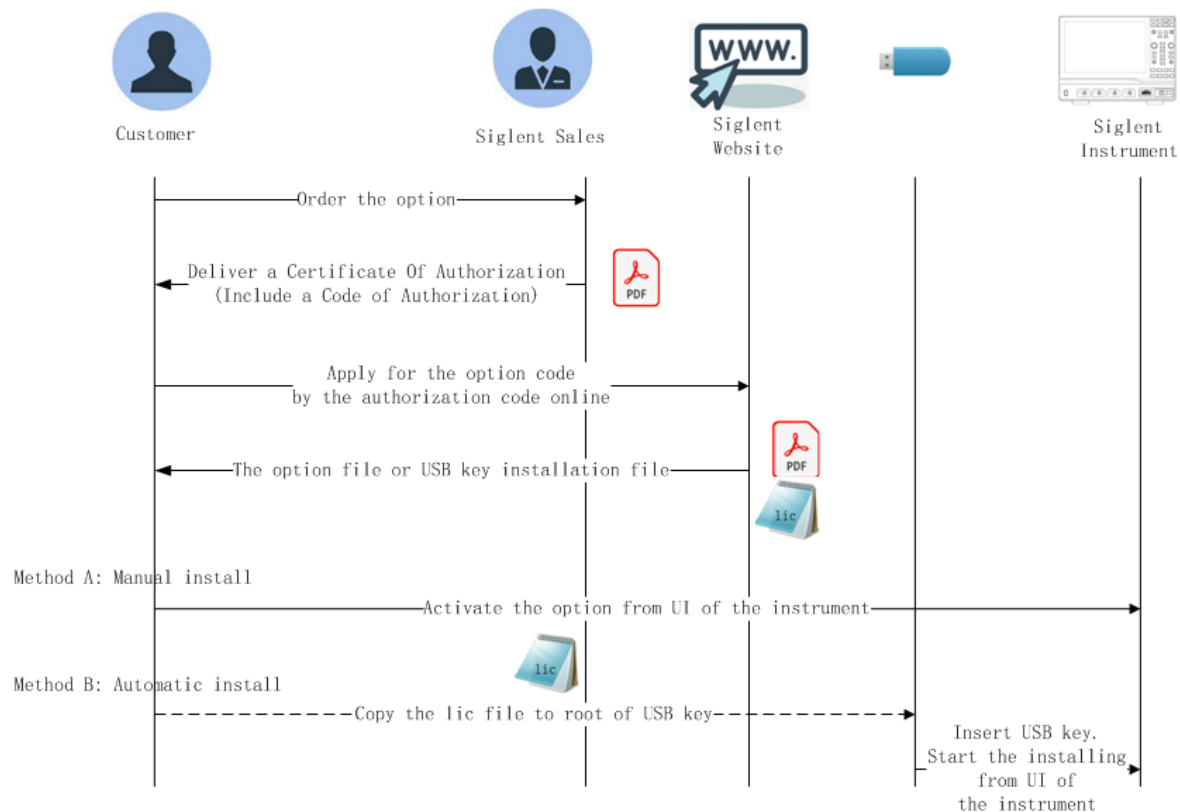 WWW.
Customer
Siglent Sales
Siglent
Website
Siglent
Instrument
Order the option
Deliver a Certificate Of Authorization
(Include a Code of Authorization)
PDF
Apply for the option code
by the authorization code online
The option file or USB key installation file
PDF
lic
Method A: Manual install
Activate the option from UI of the instrument
lic
Method B: Automatic install
Copy the lic file to root of USB key
Insert USB key.
Start the installing
from UI of
the instrument